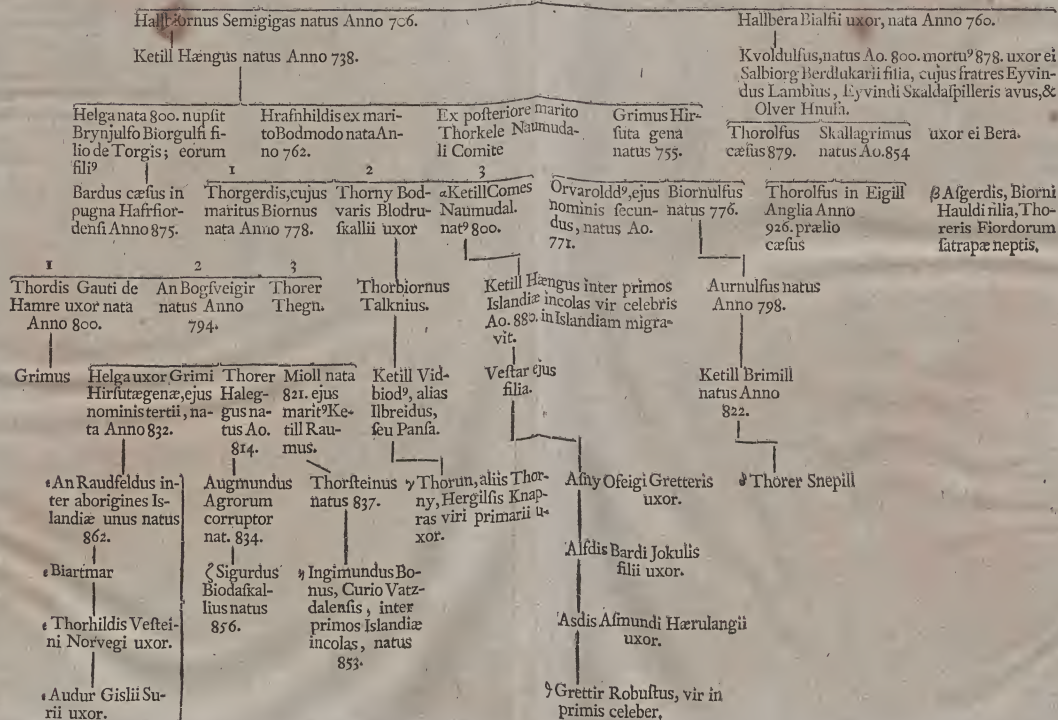 Hallbiornus Semigigas natus Anno 706.
Hallbera Bialfii uxor, nata Anno 760.
Ketill Hængus natus Anno 738.
Kvoldulfus,natus Ao. 800. mortuꝰ 878. uxor ei
Salbiorg Berdlukarii filia, cujus fratres Eyvin-
dus Lambius, Eyvindi Skaldaſpilleris avus,&
Olver Hnufa.
Helga nata 800. nupſit
Brynjulfo Biorgulfi fi-
lio de Torgis; eorum
filiꝰ
Hrafnhildis ex mari-
to Bodmodo nata An-
no 762.
Ex poſteriore marito
Thorkele Naumuda-
li Comite
Grimus Hir-
ſuta gena
natus 755.
Thorolfus
cæſus 879.
Skallagrimus
natus Ao.854
uxor ei Bera.
Bardus cæſus in
pugna Hafrfior-
denſi Anno 875.
1
Thorgerdis, cujus
maritus Biornus
nata Anno 778.
2
Thorny Bod-
varis Blodru-
ſkallii uxor
3
αKetill Comes
Naumudal.
natꝰ 800.
Orvarolddꝰ, ejus
nominis ſecun-
dus, natus Ao.
771.
Biornulfus
natus 776.
Thorolfus in
Anglia Anno
926. prælio
cæſus
Eigill
β Aſgerdis, Biorni
Hauldi filia, Tho-
reris Fiordorum
ſatrapæ neptis.
1
Thordis Gauti de
Hamre uxor nata
Anno 800.
2
An Bogſveigir
natus Anno
794.
3
Thorer
Thegn.
Thorbiornus
Talknius.
Ketill Hængus inter primos
Islandiæ incolas vir celebris
Ao. 880. in Islandiam migra-
vit.
Aurnulfus natus
Anno 798.
Grimus
Helga uxor Grimi
Hirſutægenæ, ejus
nominis tertii, na-
ta Anno 832.
Thorer
Haleg-
gus na-
tus Ao.
814.
Mioll nata
821. ejus
maritꝰ Ke-
till Rau-
mus.
Ketill Vid-
biodꝰ, alias
Ilbreidus,
ſeu Panſa.
Veſtar ejus
filia.
Ketill Brimill
natus Anno
822.
ε An Raudfeldus in-
ter aborigines Is-
landiæ unus natus
862.
Augmundus
Agrorum
corruptor
nat. 834.
Thorſteinus
natus 837.
γ Thorun, aliis Thor-
ny, Hergilſis Knap-
ras viri primarii u-
xor.
Aſny Ofeigi Gretteris
uxor.
δ Thorer Snepill
ε Biartmar
ζ Sigurdus
Biodaſkal-
lius natus
856.
η Ingimundus Bo-
nus, Curio Vatz-
dalenſis, inter
primos Islandiæ
incolas, natus
853.
Alfdis Bardi Jokulis
filii uxor.
ε Thorhildis Veſtei-
ni Norvegi uxor.
Asdis Aſmundi Hærulangii
uxor.
ε Audur Gislii Su-
rii uxor.
ϑ Grettir Robuſtus, vir in
primis celeber.